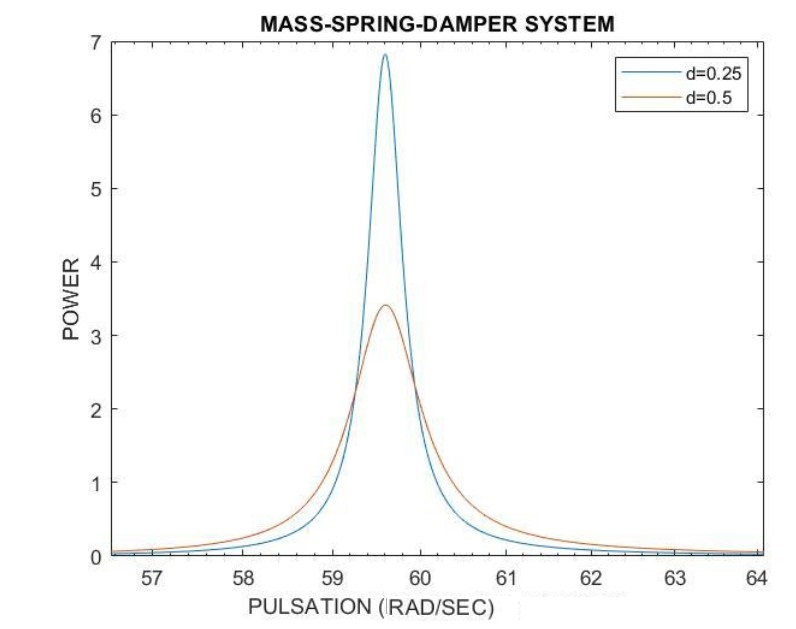 MASS-SPRING-DAMPER SYSTEM
d=0.25
d=0.5
POWER
7
6
5
4
3
2
1
0
57 58 59 60 61 62 63 64
PULSATION (RAD/SEC)